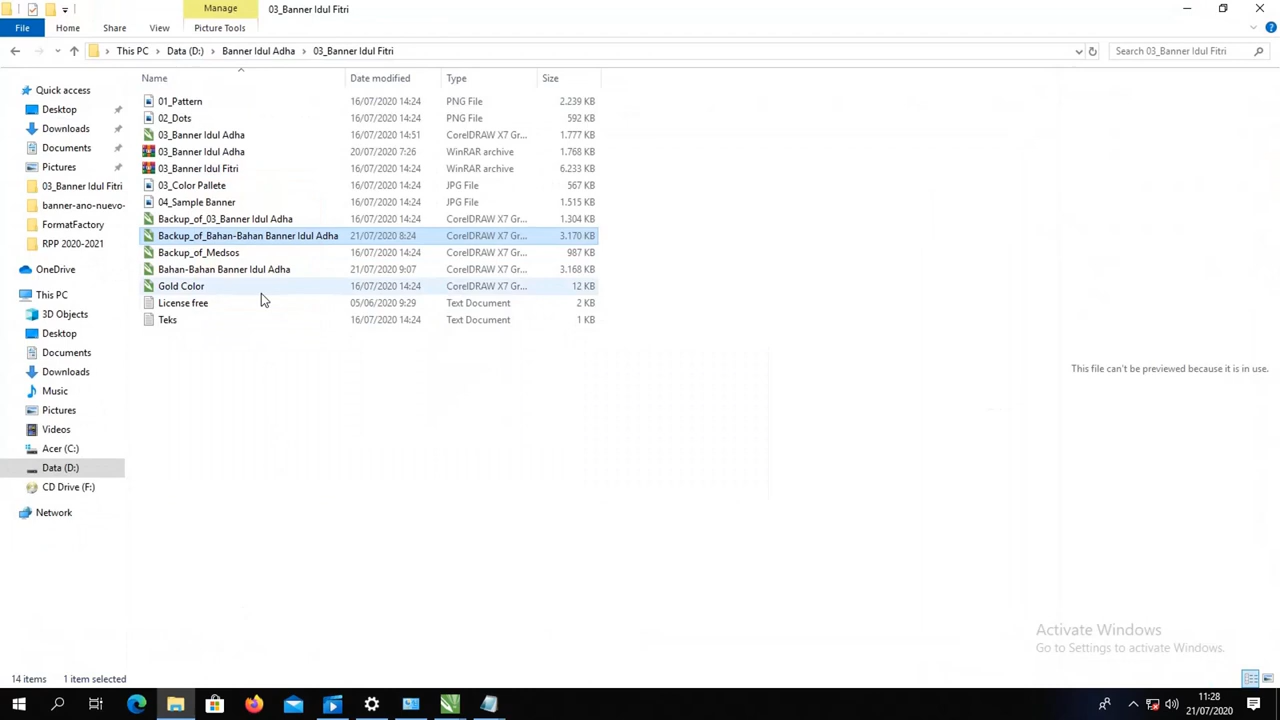 Manage
03_Banner Idul Fitri
File
Home
Share
View
Picture Tools
This PC
Data (D:)
Banner Idul Adha
03_Banner Idul Fitri
Search 03_Banner Idul Fitri
Name
Date modified
Type
Size
01_Pattern 16/07/2020 14:24 PNG File 2.239 KB
02_Dots 16/07/2020 14:24 PNG File 592 KB
03_Banner Idul Adha 16/07/2020 14:51 CorelDRAW X7 Gr... 1.777 KB
03_Banner Idul Adha 20/07/2020 7:26 WinRAR archive 1.768 KB
03_Banner Idul Fitri 16/07/2020 14:24 WinRAR archive 6.233 KB
03_Color Pallete 16/07/2020 14:24 JPG File 567 KB
04_Sample Banner 16/07/2020 14:24 JPG File 1.515 KB
Backup_of_03_Banner Idul Adha 16/07/2020 14:24 CorelDRAW X7 Gr... 1.304 KB
Backup_of_Bahan-Bahan Banner Idul Adha 21/07/2020 8:24 CorelDRAW X7 Gr... 3.170 KB
Backup_of_Medsos 16/07/2020 14:24 CorelDRAW X7 Gr... 987 KB
Bahan-Bahan Banner Idul Adha 21/07/2020 9:07 CorelDRAW X7 Gr... 3.168 KB
Gold Color 16/07/2020 14:24 CorelDRAW X7 Gr... 12 KB
License free 05/06/2020 9:29 Text Document 2 KB
Teks 16/07/2020 14:24 Text Document 1 KB
Quick access
Desktop
Downloads
Documents
Pictures
03_Banner Idul Fitri
banner-ano-nuevo-
FormatFactory
RPP 2020-2021
OneDrive
This PC
3D Objects
Desktop
Documents
Downloads
Music
Pictures
Videos
Acer (C:)
Data (D:)
CD Drive (F:)
Network
This file can't be previewed because it is in use.
Activate Windows
Go to Settings to activate Windows.
14 items
1 item selected
11:28
21/07/2020